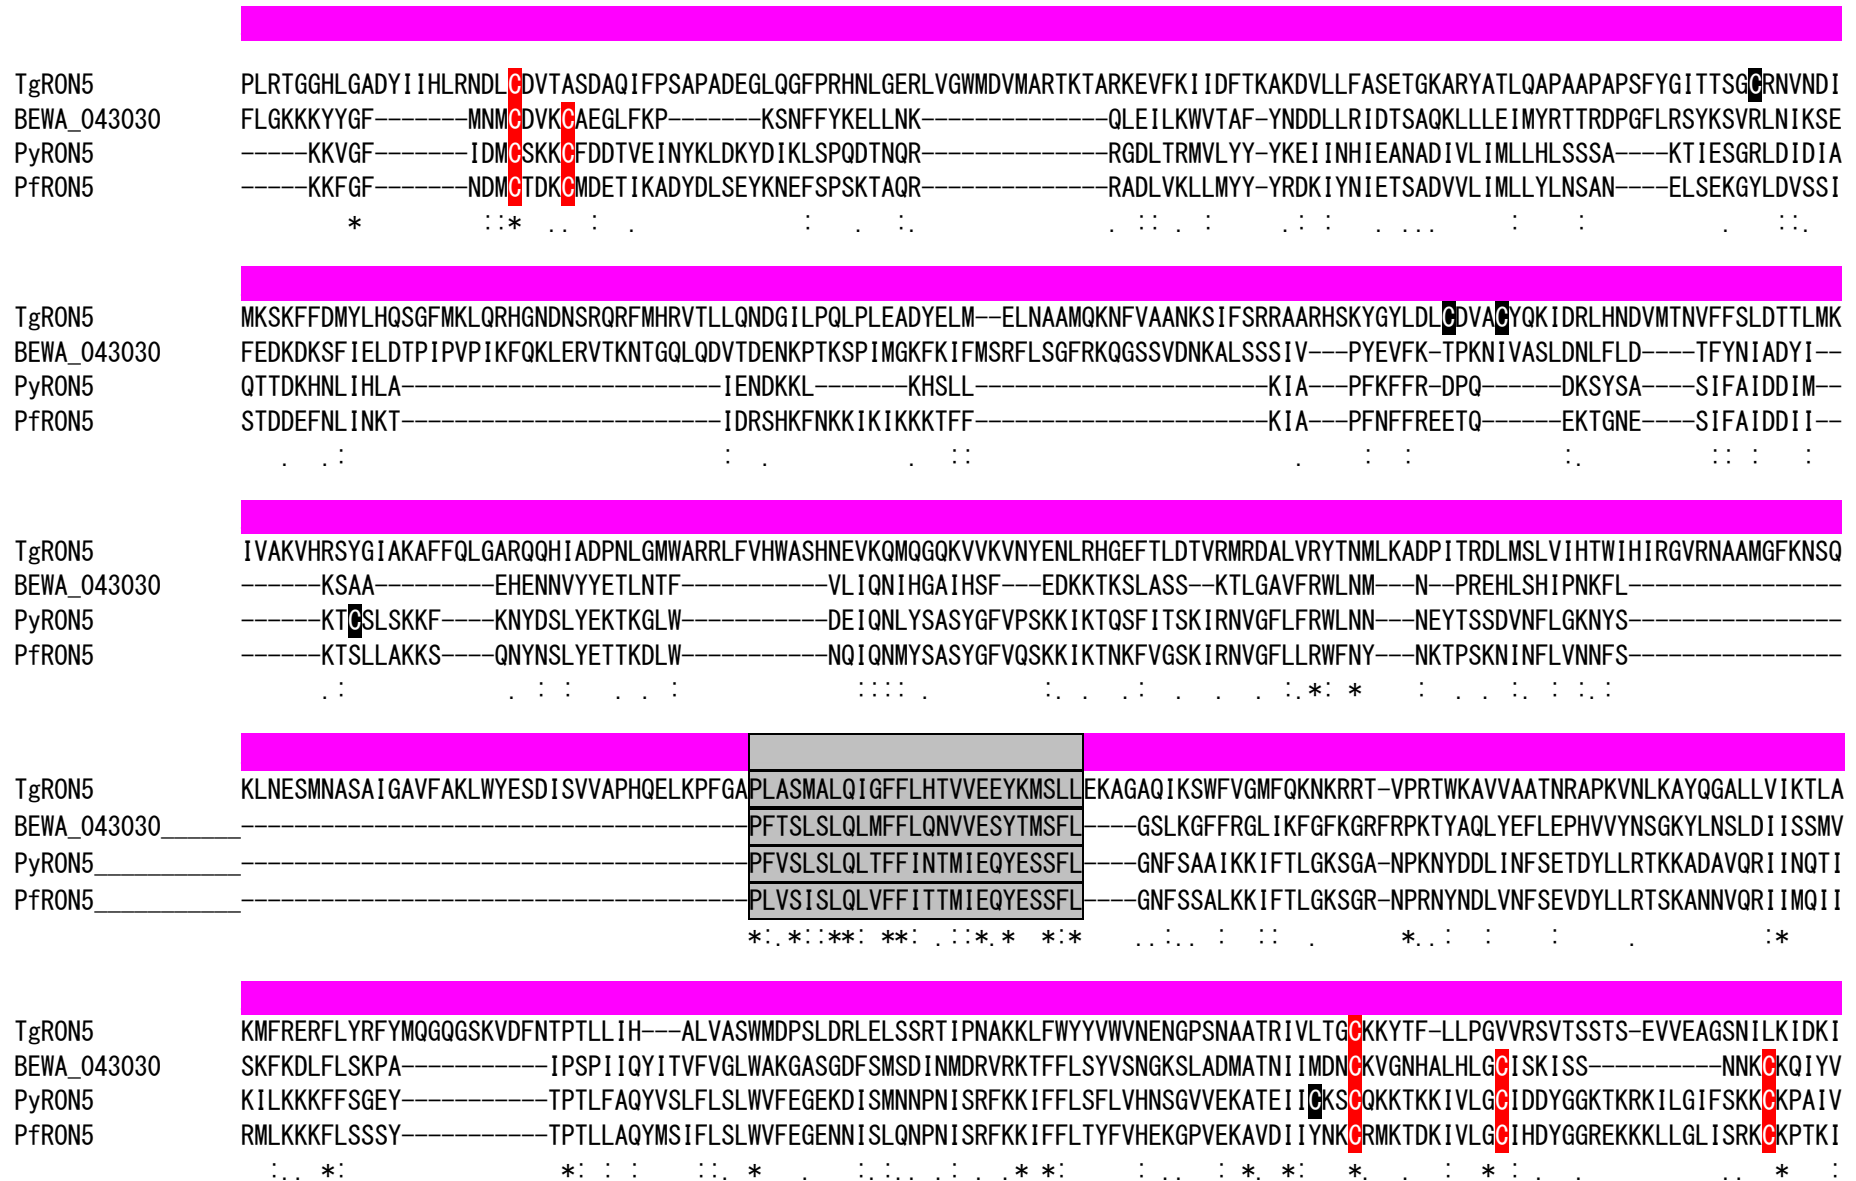 TgRON5 PLRTGGHLGADYIIHLRNDLCDVTASDAQIFPSAPADEGLQGFPRHNLGERLVGWMDVMARTKTARKEVFKIIDFTKAKDVLLFASETGKARYATLQAPAAPAPSFYGITTSGCRNVNDI
BEWA_043030 FLGKKKYYGF-------MNMCDVKCAEGLFKP-------KSNFFYKELLNK--------------QLEILKWVTAF-YNDDLLRIDTSAQKLLLEIMYRTTRDPGFLRSYKSVRLNIKSE
PyRON5 -----KKVGF-------IDMCSKKCFDDTVEINYKLDKYDIKLSPQDTNQR--------------RGDLTRMVLYY-YKEIINHIEANADIVLIMLLHLSSSA----KTIESGRLDIDIA
PfRON5 -----KKFGF-------NDMCTDKCMDETIKADYDLSEYKNEFSPSKTAQR--------------RADLVKLLMYY-YRDKIYNIETSADVVLIMLLYLNSAN----ELSEKGYLDVSSI
* ::* .. : . : . :. . :: . : .: : . ... : : . ::.
TgRON5 MKSKFFDMYLHQSGFMKLQRHGNDNSRQRFMHRVTLLQNDGILPQLPLEADYELM--ELNAAMQKNFVAANKSIFSRRAARHSKYGYLDLCDVACYQKIDRLHNDVMTNVFFSLDTTLMK
BEWA_043030 FEDKDKSFIELDTPIPVPIKFQKLERVTKNTGQLQDVTDENKPTKSPIMGKFKIFMSRFLSGFRKQGSSVDNKALSSSIV---PYEVFK-TPKNIVASLDNLFLD----TFYNIADYI--
PyRON5 QTTDKHNLIHLA------------------------IENDKKL-------KHSLL----------------------KIA---PFKFFR-DPQ------DKSYSA----SIFAIDDIM--
PfRON5 STDDEFNLINKT------------------------IDRSHKFNKKIKIKKKTFF----------------------KIA---PFNFFREETQ------EKTGNE----SIFAIDDII--
. .: : . . :: . : : :. :: : :
TgRON5 IVAKVHRSYGIAKAFFQLGARQQHIADPNLGMWARRLFVHWASHNEVKQMQGQKVVKVNYENLRHGEFTLDTVRMRDALVRYTNMLKADPITRDLMSLVIHTWIHIRGVRNAAMGFKNSQ
BEWA_043030 ------KSAA---------EHENNVYYETLNTF-----------VLIQNIHGAIHSF---EDKKTKSLASS--KTLGAVFRWLNM---N--PREHLSHIPNKFL----------------
PyRON5 ------KTCSLSKKF----KNYDSLYEKTKGLW-----------DEIQNLYSASYGFVPSKKIKTQSFITSKIRNVGFLFRWLNN---NEYTSSDVNFLGKNYS----------------
PfRON5 ------KTSLLAKKS----QNYNSLYETTKDLW-----------NQIQNMYSASYGFVQSKKIKTNKFVGSKIRNVGFLLRWFNY---NKTPSKNINFLVNNFS----------------
. : . : : . . : :::: . :. . .: . . . :.*: * : . . :. : :.:
TgRON5 KLNESMNASAIGAVFAKLWYESDISVVAPHQELKPFGAPLASMALQIGFFLHTVVEEYKMSLLEKAGAQIKSWFVGMFQKNKRRT-VPRTWKAVVAATNRAPKVNLKAYQGALLVIKTLA
BEWA_043030______ --------------------------------------PFTSLSLQLMFFLQNVVESYTMSFL----GSLKGFFRGLIKFGFKGRFRPKTYAQLYEFLEPHVVYNSGKYLNSLDIISSMV
PyRON5___________ --------------------------------------PFVSLSLQLTFFINTMIEQYESSFL----GNFSAAIKKIFTLGKSGA-NPKNYDDLINFSETDYLLRTKKADAVQRIINQTI
PfRON5___________ --------------------------------------PLVSISLQLVFFITTMIEQYESSFL----GNFSSALKKIFTLGKSGR-NPRNYNDLVNFSEVDYLLRTSKANNVQRIIMQII
*:.*::**: **: .::*.* *:* ..:.. : :: . *..: : : . :*
TgRON5 KMFRERFLYRFYMQGQGSKVDFNTPTLLIH---ALVASWMDPSLDRLELSSRTIPNAKKLFWYYVWVNENGPSNAATRIVLTGCKKYTF-LLPGVVRSVTSSTS-EVVEAGSNILKIDKI
BEWA_043030 SKFKDLFLSKPA-----------IPSPIIQYITVFVGLWAKGASGDFSMSDINMDRVRKTFFLSYVSNGKSLADMATNIIMDNCKVGNHALHLGCISKISS----------NNKCKQIYV
PyRON5 KILKKKFFSGEY-----------TPTLFAQYVSLFLSLWVFEGEKDISMNNPNISRFKKIFFLSFLVHNSGVVEKATEIICKSCQKKTKKIVLGCIDDYGGKTKRKILGIFSKKCKPAIV
PfRON5 RMLKKKFLSSSY-----------TPTLLAQYMSIFLSLWVFEGENNISLQNPNISRFKKIFFLTYFVHEKGPVEKAVDIIYNKCRMKTDKIVLGCIHDYGGREKKKLLGLISRKCKPTKI
:.. *: *: : : ::. * . :.:.. : . .* *: : .. : *. *: *. . : *: . . .. * :